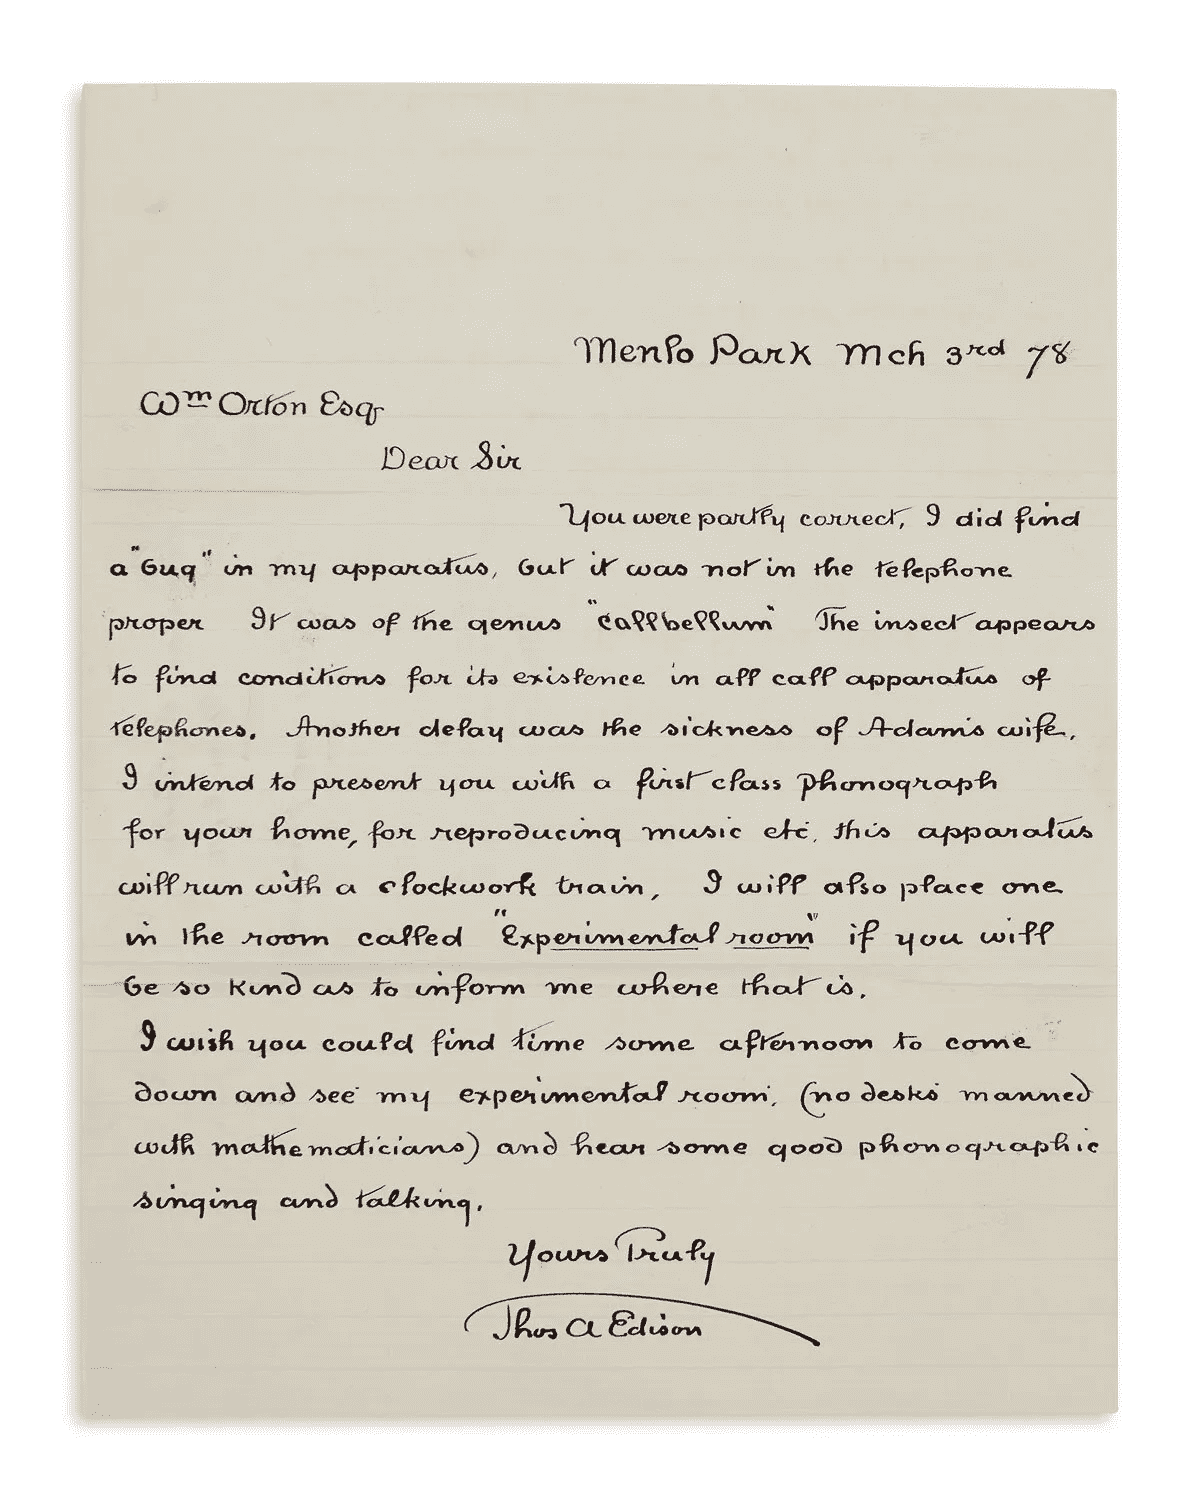 Menlo Park Mch 3rd 78
Wm Orton Esq
Dear Sir
You were partly correct, I did find
a "bug" in my apparatus, but it was not in the telephone
proper It was of the genus "callbellum" The insect appears
to find conditions for its existence in all call apparatus of
telephones. Another delay was the sickness of Adams wife,
I intend to present you with a first class phonograph
for your home, for reproducing music etc. this apparatus
will run with a clockwork train, I will also place one
in the room called "Experimental room" if you will
be so kind as to inform me where that is.
I wish you could find time some afternoon to come
down and see my experimental room, (no desks manned
with mathematicians) and hear some good phonographic
singing and talking.
Yours Truly
Thos A Edison